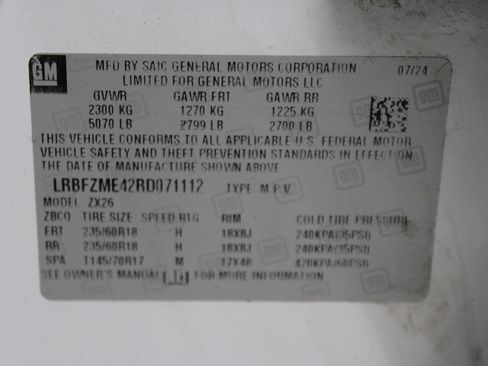 GM
MFD BY SAIC GENERAL MOTORS CORPORATION 07/24
LIMITED FOR GENERAL MOTORS LLC
GVWR GAWR FRT GAWR RR
2300 KG 1270 KG 1225 KG
5070 LB 2799 LB 2700 LB
THIS VEHICLE CONFORMS TO ALL APPLICABLE U.S. FEDERAL MOTOR
VEHICLE SAFETY AND THEFT PREVENTION STANDARDS IN EFFECT ON
THE DATE OF MANUFACTURE SHOWN ABOVE.
LRBFZME42RD071112 TYPE M.P.V.
MODEL ZX26
ZBCO TIRE SIZE SPEED RTG RIM COLD TIRE PRESSURE
FRT 235/60R18 H 18X8J 240KPA(35PSI)
RR 235/60R18 H 18X8J 240KPA(35PSI)
SPA T145/70R17 M 17X4B 420KPA(60PSI)
SEE OWNER'S MANUAL FOR MORE INFORMATION